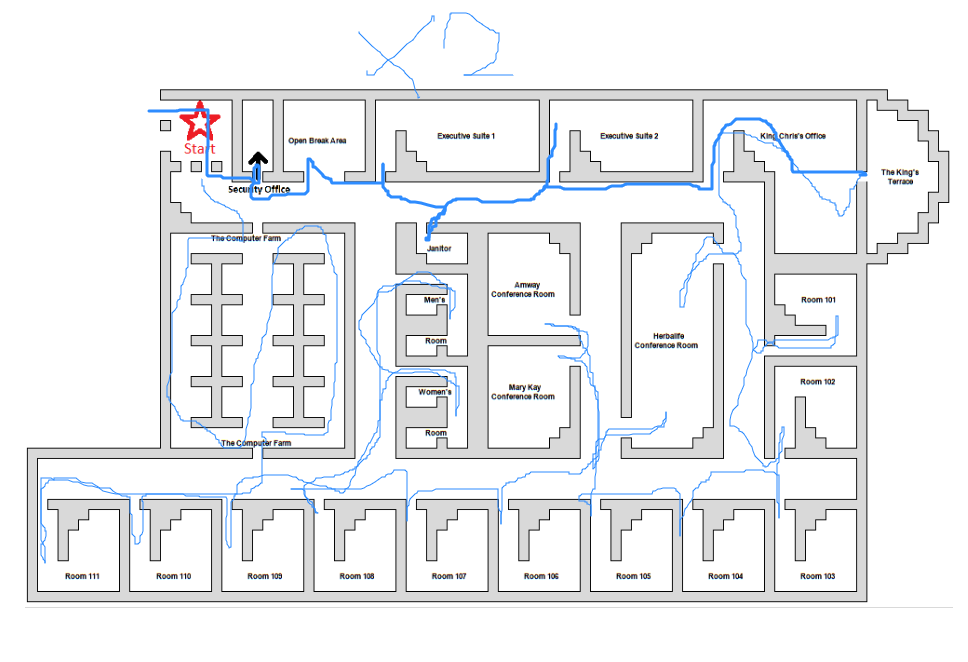 x2
Start
Open Break Area
Executive Suite 1
Executive Suite 2
King Chris's Office
The King's
Terrace
Security Office
The Computer Farm
Janitor
Amway
Conference Room
Men's
Room
Herbalife
Conference Room
Room 101
Mary Kay
Conference Room
Women's
Room
Room 102
The Computer Farm
Room 111
Room 110
Room 109
Room 108
Room 107
Room 106
Room 105
Room 104
Room 103